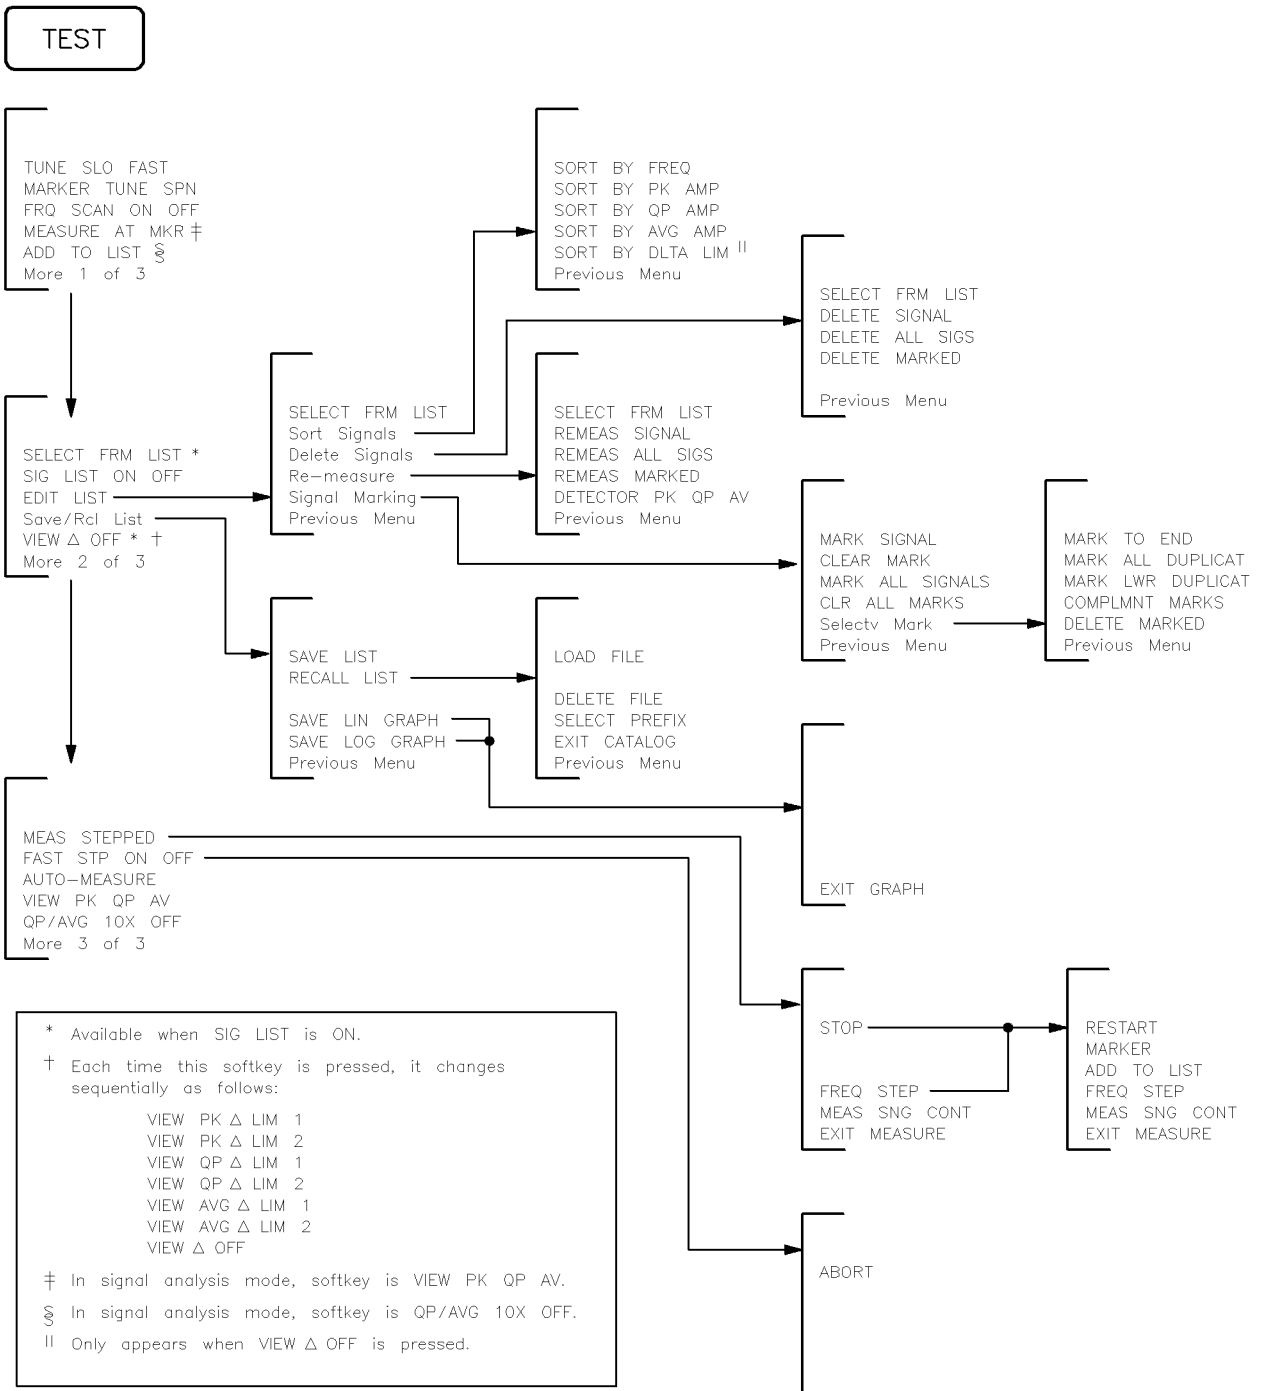 TEST
TUNE SLO FAST
MARKER TUNE SPN
FRQ SCAN ON OFF
MEASURE AT MKR ‡
ADD TO LIST §
More 1 of 3
SORT BY FREQ
SORT BY PK AMP
SORT BY QP AMP
SORT BY AVG AMP
SORT BY DLTA LIM ||
Previous Menu
SELECT FRM LIST
DELETE SIGNAL
DELETE ALL SIGS
DELETE MARKED
Previous Menu
SELECT FRM LIST *
SIG LIST ON OFF
EDIT LIST
Save/Rcl List
VIEW △ OFF * †
More 2 of 3
SELECT FRM LIST
Sort Signals
Delete Signals
Re-measure
Signal Marking
Previous Menu
SELECT FRM LIST
REMEAS SIGNAL
REMEAS ALL SIGS
REMEAS MARKED
DETECTOR PK QP AV
Previous Menu
MARK SIGNAL
CLEAR MARK
MARK ALL SIGNALS
CLR ALL MARKS
Selectv Mark
Previous Menu
MARK TO END
MARK ALL DUPLICAT
MARK LWR DUPLICAT
COMPLMNT MARKS
DELETE MARKED
Previous Menu
SAVE LIST
RECALL LIST
SAVE LIN GRAPH
SAVE LOG GRAPH
Previous Menu
LOAD FILE
DELETE FILE
SELECT PREFIX
EXIT CATALOG
Previous Menu
EXIT GRAPH
MEAS STEPPED
FAST STP ON OFF
AUTO-MEASURE
VIEW PK QP AV
QP/AVG 10X OFF
More 3 of 3
STOP
FREQ STEP
MEAS SNG CONT
EXIT MEASURE
RESTART
MARKER
ADD TO LIST
FREQ STEP
MEAS SNG CONT
EXIT MEASURE
ABORT
* Available when SIG LIST is ON.
† Each time this softkey is pressed, it changes
sequentially as follows:
VIEW PK △ LIM 1
VIEW PK △ LIM 2
VIEW QP △ LIM 1
VIEW QP △ LIM 2
VIEW AVG △ LIM 1
VIEW AVG △ LIM 2
VIEW △ OFF
‡ In signal analysis mode, softkey is VIEW PK QP AV.
§ In signal analysis mode, softkey is QP/AVG 10X OFF.
|| Only appears when VIEW △ OFF is pressed.